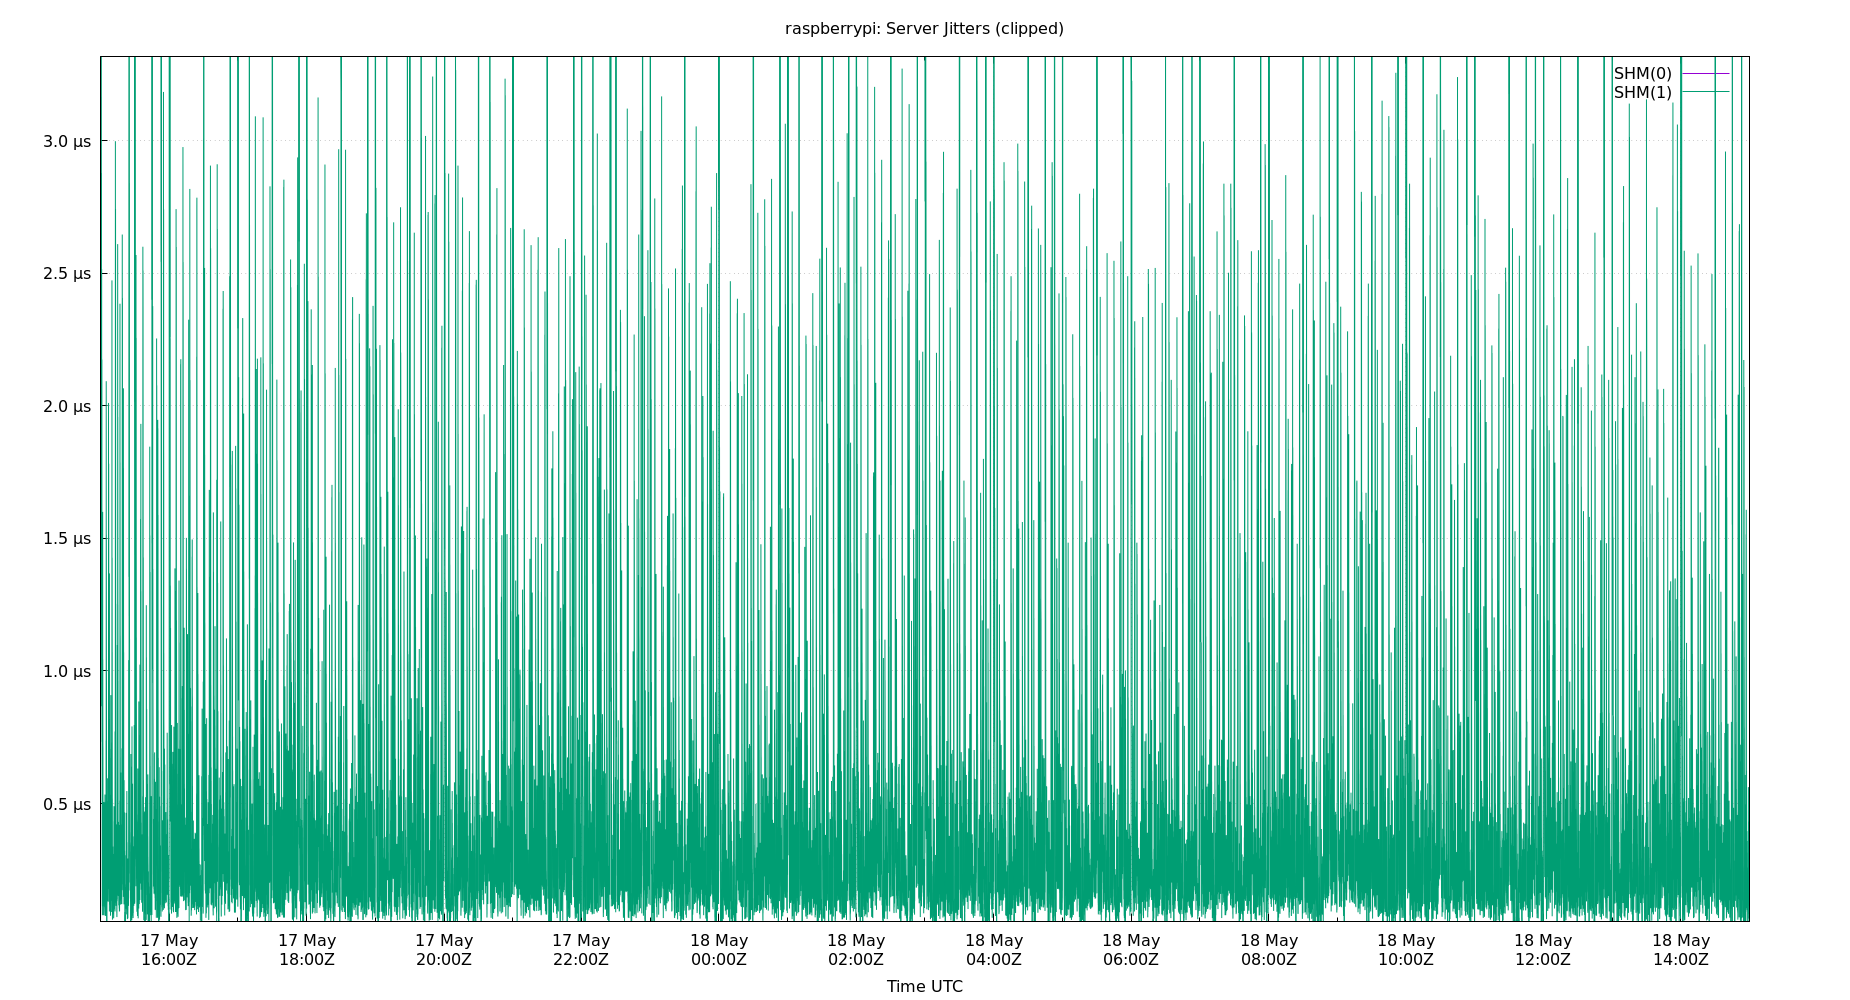 raspberrypi: Server Jitters (clipped)
SHM(0)
SHM(1)
3.0 µs
2.5 µs
2.0 µs
1.5 µs
1.0 µs
0.5 µs
17 May 17 May 17 May 17 May 18 May 18 May 18 May 18 May 18 May 18 May 18 May 18 May
16:00Z 18:00Z 20:00Z 22:00Z 00:00Z 02:00Z 04:00Z 06:00Z 08:00Z 10:00Z 12:00Z 14:00Z
Time UTC